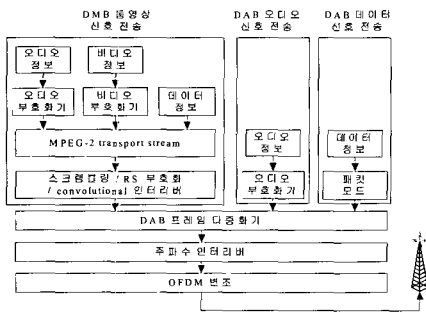 DMB 동영상
신호 전송
DAB 오디오
신호 전송
DAB 데이터
신호 전송
오디오
정보
비디오
정보
오디오
부호화기
비디오
부호화기
데이터
정보
MPEG-2 transport stream
오디오
정보
데이터
정보
스크램블링 / RS 부호화
/ convolutional 인터리버
오디오
부호화기
패킷
모드
DAB 프레임 다중화기
주파수 인터리버
OFDM 변조